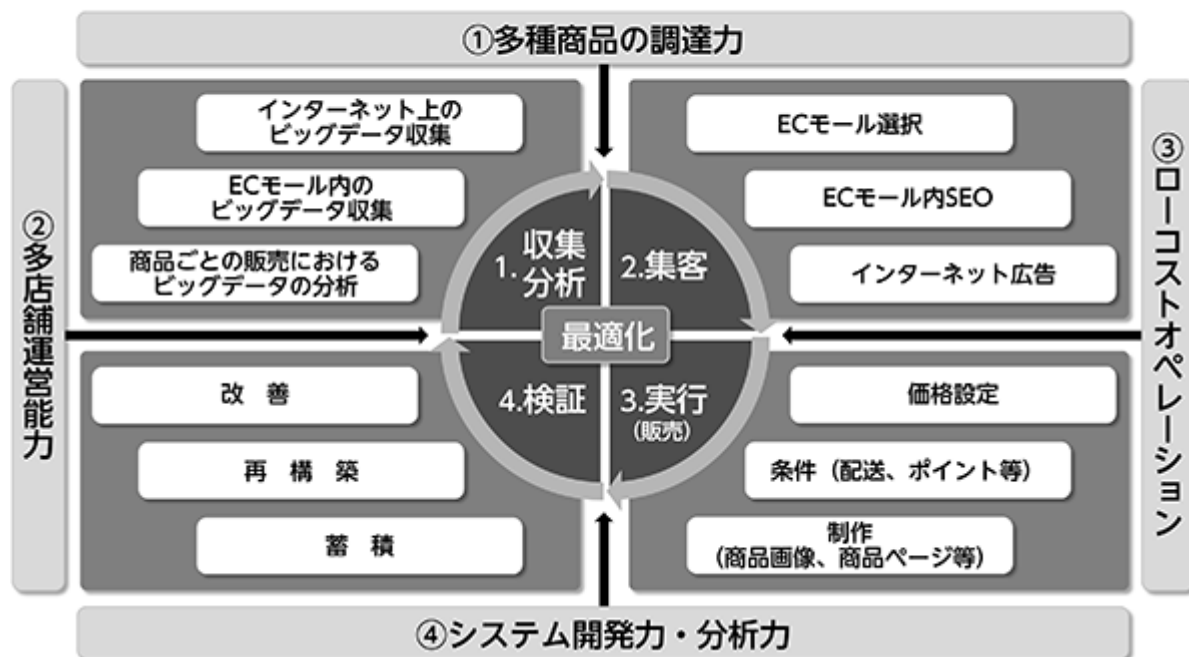 ①多種商品の調達力
②多店舗運営能力
インターネット上の
ビッグデータ収集
ECモール内の
ビッグデータ収集
商品ごとの販売における
ビッグデータの分析
ECモール選択
ECモール内SEO
インターネット広告
1.収集
分析
2.集客
最適化
4.検証
3.実行
(販売)
改　善
再　構　築
蓄　積
価格設定
条件（配送、ポイント等）
制作
（商品画像、商品ページ等）
③ローコストオペレーション
④システム開発力・分析力